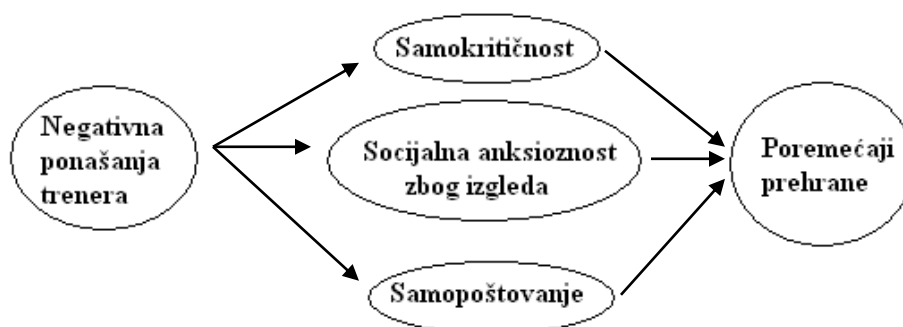 Negativna
ponašanja
trenera
Samokritičnost
Socijalna anksioznost
zbog izgleda
Samopoštovanje
Poremećaji
prehrane